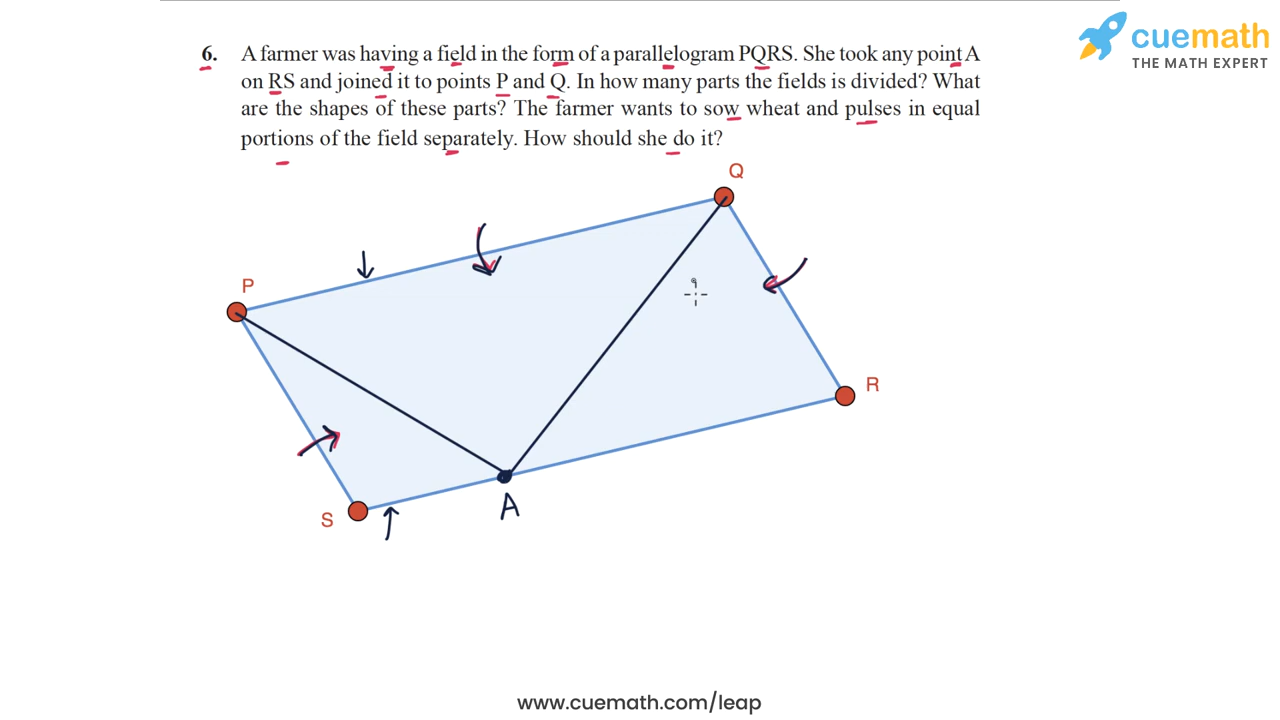 cuemath
THE MATH EXPERT
6. A farmer was having a field in the form of a parallelogram PQRS. She took any point A
on RS and joined it to points P and Q. In how many parts the fields is divided? What
are the shapes of these parts? The farmer wants to sow wheat and pulses in equal
portions of the field separately. How should she do it?
Q
P
R
S
A
www.cuemath.com/leap